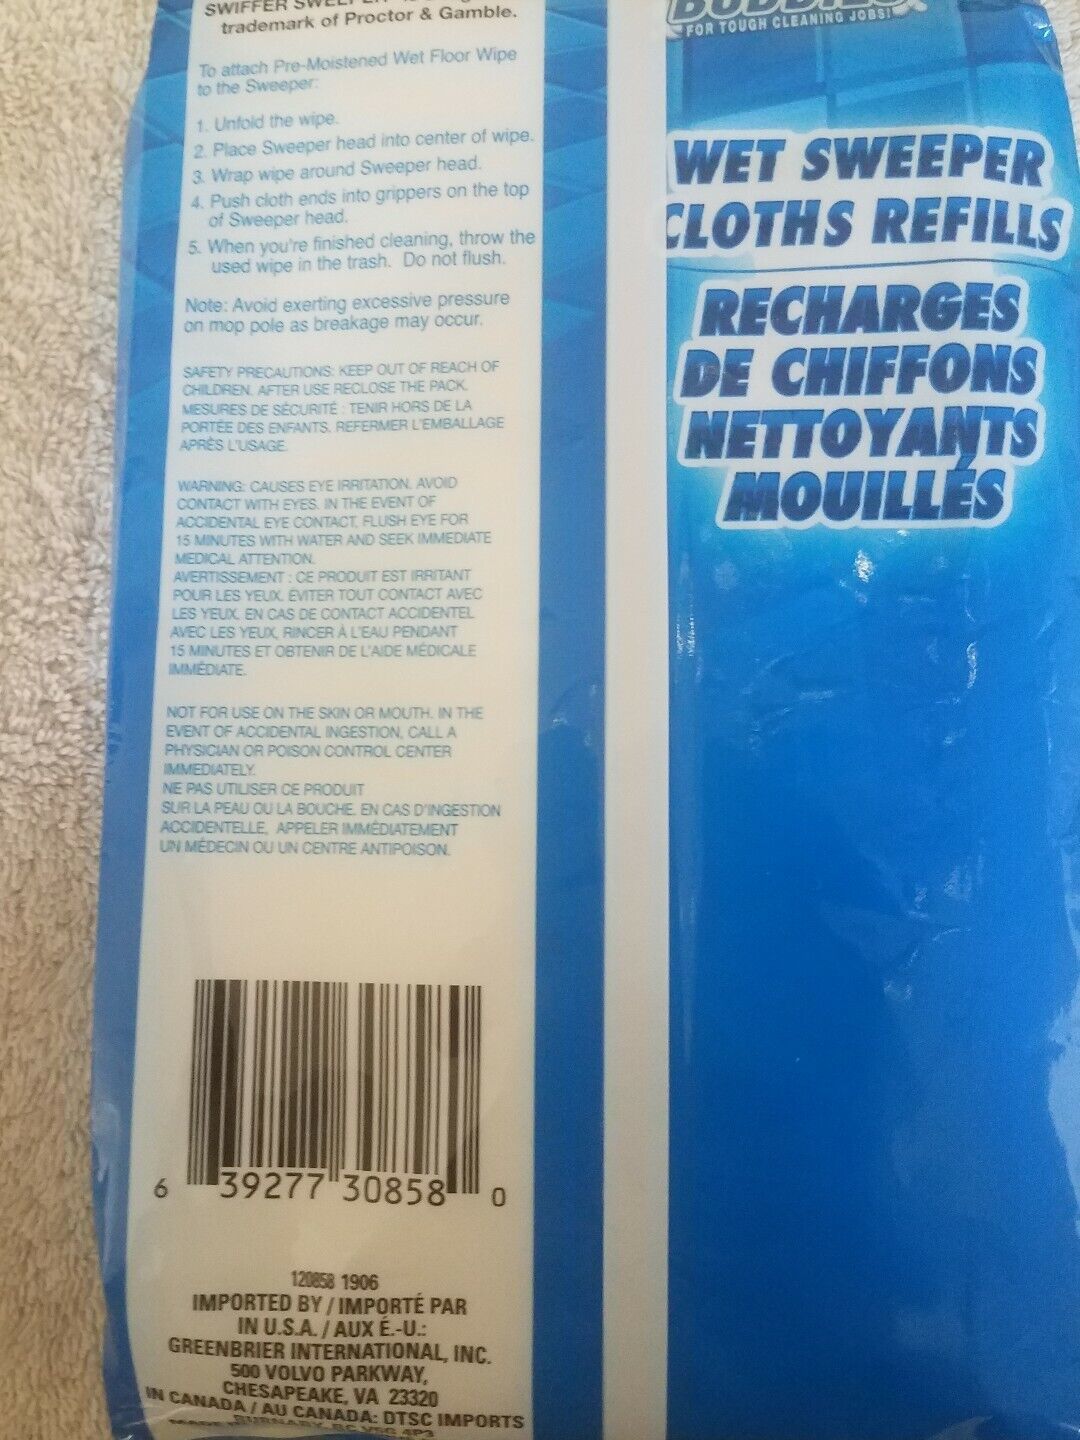 SWIFFER SWEEPER
trademark of Proctor & Gamble.
To attach Pre-Moistened Wet Floor Wipe
to the Sweeper:
1. Unfold the wipe.
2. Place Sweeper head into center of wipe.
3. Wrap wipe around Sweeper head.
4. Push cloth ends into grippers on the top
of Sweeper head.
5. When you're finished cleaning, throw the
used wipe in the trash. Do not flush.
Note: Avoid exerting excessive pressure
on mop pole as breakage may occur.
SAFETY PRECAUTIONS: KEEP OUT OF REACH OF
CHILDREN. AFTER USE RECLOSE THE PACK.
MESURES DE SÉCURITÉ : TENIR HORS DE LA
PORTÉE DES ENFANTS. REFERMER L'EMBALLAGE
APRÈS L'USAGE.
WARNING: CAUSES EYE IRRITATION. AVOID
CONTACT WITH EYES. IN THE EVENT OF
ACCIDENTAL EYE CONTACT, FLUSH EYE FOR
15 MINUTES WITH WATER AND SEEK IMMEDIATE
MEDICAL ATTENTION.
AVERTISSEMENT : CE PRODUIT EST IRRITANT
POUR LES YEUX. ÉVITER TOUT CONTACT AVEC
LES YEUX. EN CAS DE CONTACT ACCIDENTEL
AVEC LES YEUX, RINCER À L'EAU PENDANT
15 MINUTES ET OBTENIR DE L'AIDE MÉDICALE
IMMÉDIATE.
NOT FOR USE ON THE SKIN OR MOUTH. IN THE
EVENT OF ACCIDENTAL INGESTION, CALL A
PHYSICIAN OR POISON CONTROL CENTER
IMMEDIATELY.
NE PAS UTILISER CE PRODUIT
SUR LA PEAU OU LA BOUCHE. EN CAS D'INGESTION
ACCIDENTELLE, APPELER IMMÉDIATEMENT
UN MÉDECIN OU UN CENTRE ANTIPOISON.
6 39277 30858 0
120858 1906
IMPORTED BY / IMPORTÉ PAR
IN U.S.A. / AUX É.-U.:
GREENBRIER INTERNATIONAL, INC.
500 VOLVO PARKWAY,
CHESAPEAKE, VA 23320
IN CANADA / AU CANADA: DTSC IMPORTS
BURNABY, BC V5G 4P3
MADE
BUDDIES
FOR TOUGH CLEANING JOBS!
WET SWEEPER
CLOTHS REFILLS
RECHARGES
DE CHIFFONS
NETTOYANTS
MOUILLÉS